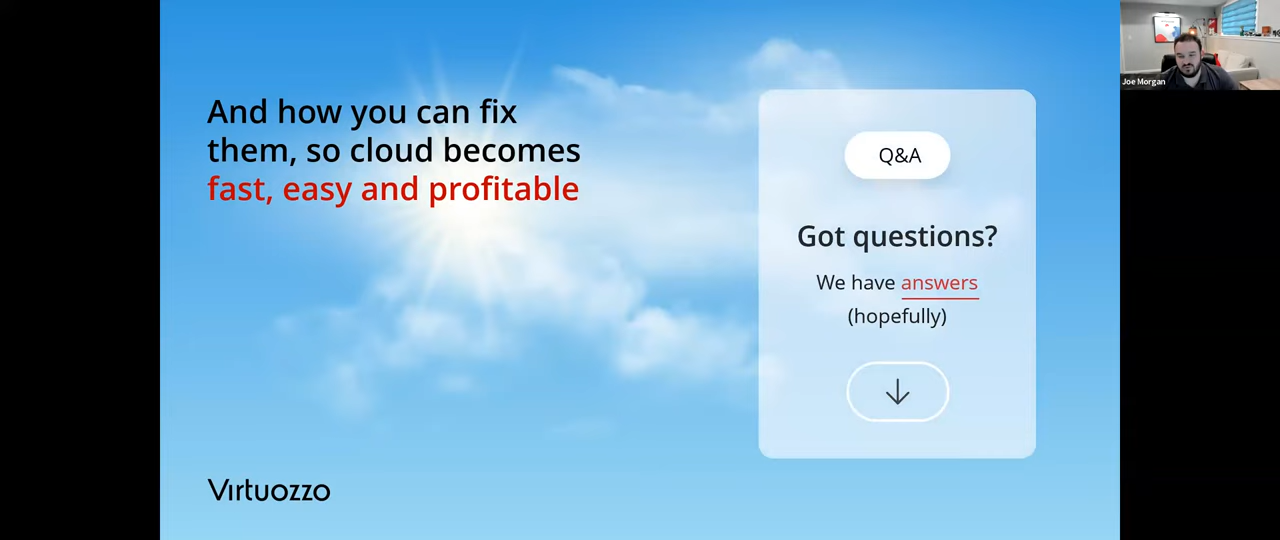 And how you can fix
them, so cloud becomes
fast, easy and profitable
Q&A
Got questions?
We have answers
(hopefully)
Virtuozzo
Joe Morgan